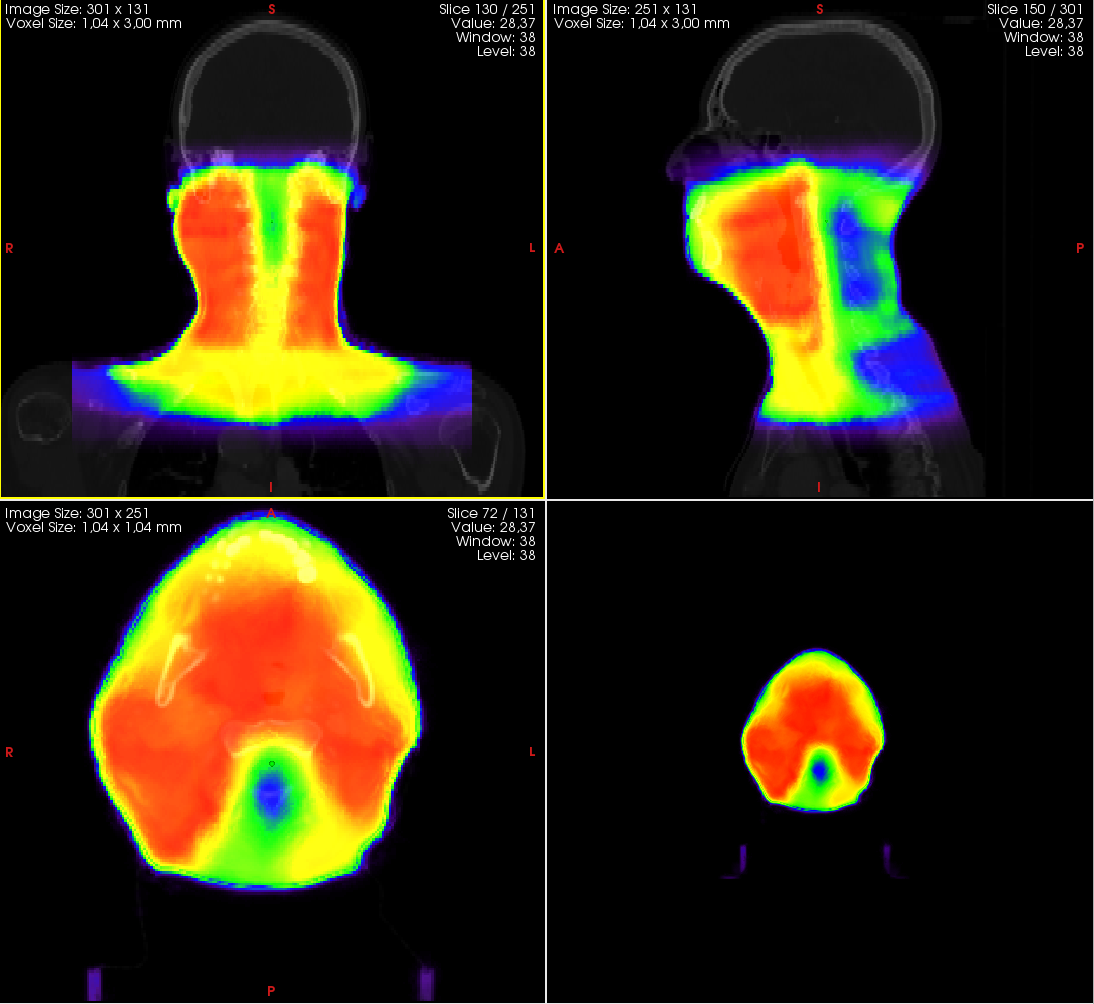 Image Size: 301 x 131
Voxel Size: 1,04 x 3,00 mm
S
Slice 130 / 251
Value: 28,37
Window: 38
Level: 38
R
L
I
Image Size: 251 x 131
Voxel Size: 1,04 x 3,00 mm
S
Slice 150 / 301
Value: 28,37
Window: 38
Level: 38
A
P
I
Image Size: 301 x 251
Voxel Size: 1,04 x 1,04 mm
A
Slice 72 / 131
Value: 28,37
Window: 38
Level: 38
R
L
P